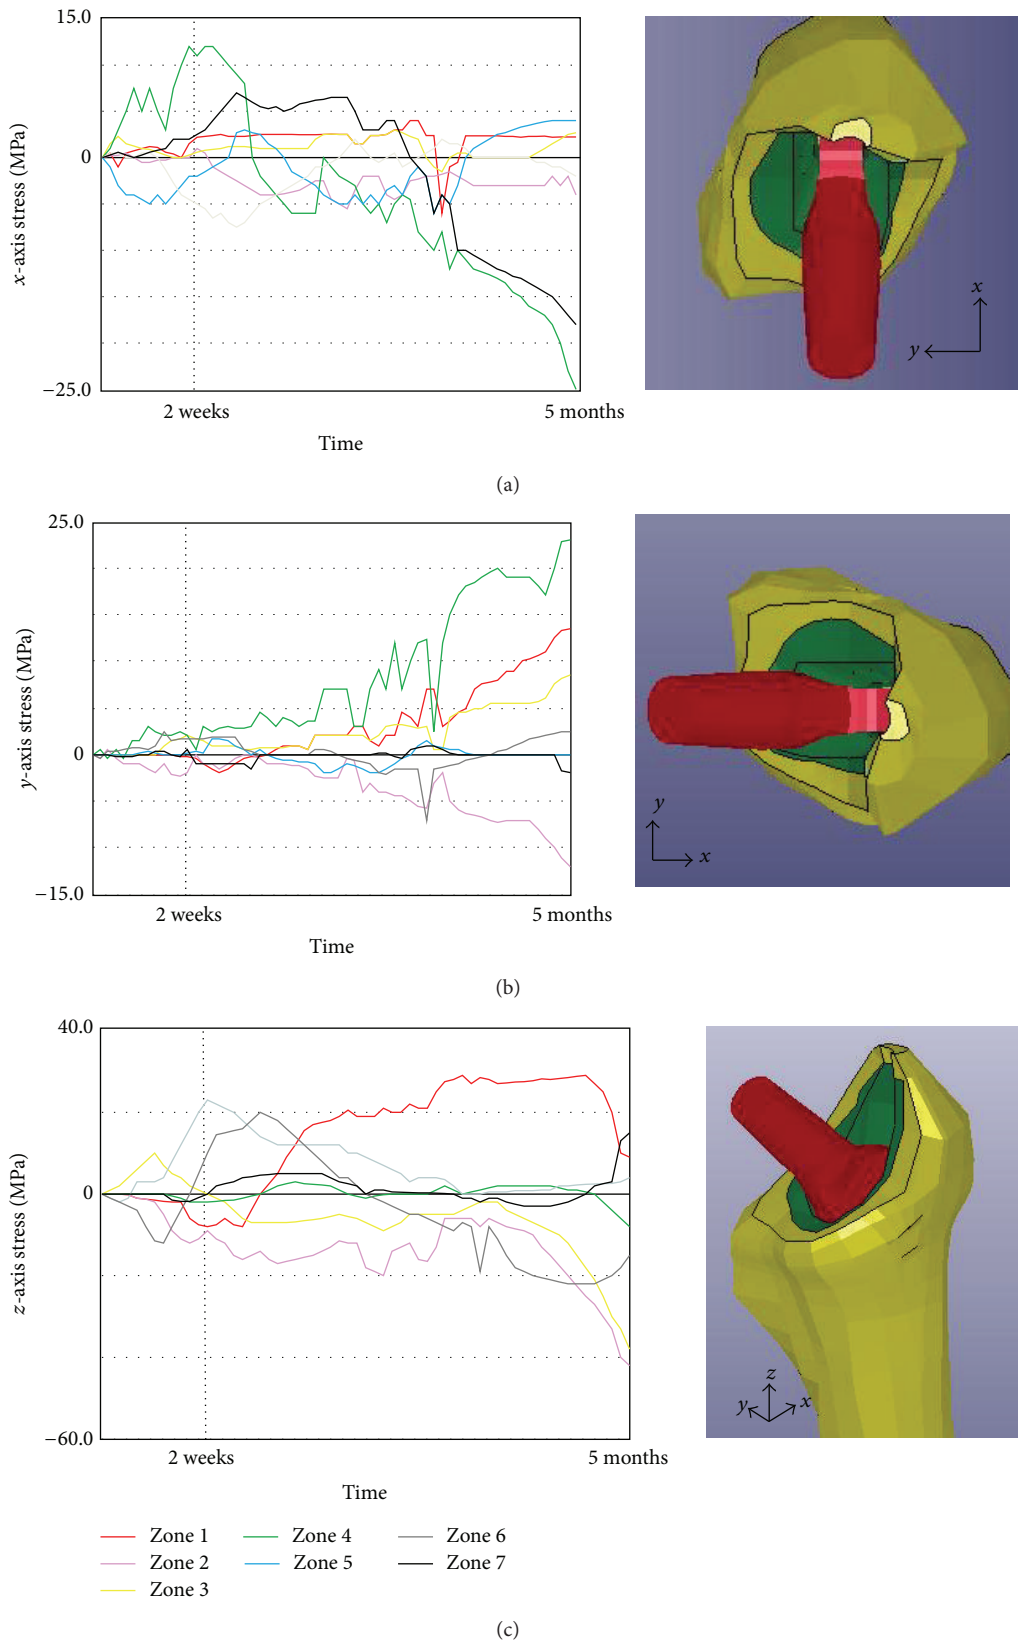 15.0
0
−25.0
x-axis stress (MPa)
2 weeks
5 months
Time
x
y
(a)
25.0
0
−15.0
y-axis stress (MPa)
2 weeks
5 months
Time
y
x
(b)
40.0
0
−60.0
z-axis stress (MPa)
2 weeks
5 months
Time
z
y
x
Zone 1
Zone 4
Zone 6
Zone 2
Zone 5
Zone 7
Zone 3
(c)